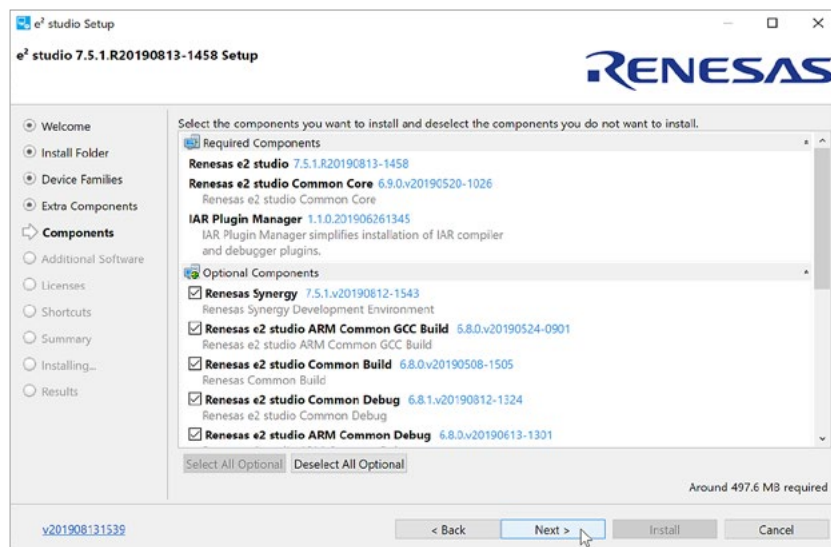 e² studio Setup
e² studio 7.5.1.R20190813-1458 Setup
RENESAS
Welcome
Install Folder
Device Families
Extra Components
Components
Additional Software
Licenses
Shortcuts
Summary
Installing...
Results
Select the components you want to install and deselect the components you do not want to install.
Required Components
Renesas e2 studio 7.5.1.R20190813-1458
Renesas e2 studio Common Core 6.9.0.v20190520-1026
Renesas e2 studio Common Core
IAR Plugin Manager 1.1.0.201906261345
IAR Plugin Manager simplifies installation of IAR compiler
and debugger plugins.
Optional Components
Renesas Synergy 7.5.1.v20190812-1543
Renesas Synergy Development Environment
Renesas e2 studio ARM Common GCC Build 6.8.0.v20190524-0901
Renesas e2 studio ARM Common GCC Build
Renesas e2 studio Common Build 6.8.0.v20190508-1505
Renesas Common Build
Renesas e2 studio Common Debug 6.8.1.v20190812-1324
Renesas e2 studio Common Debug
Renesas e2 studio ARM Common Debug 6.8.0.v20190613-1301
Select All Optional Deselect All Optional
Around 497.6 MB required
v201908131539
< Back Next > Install Cancel